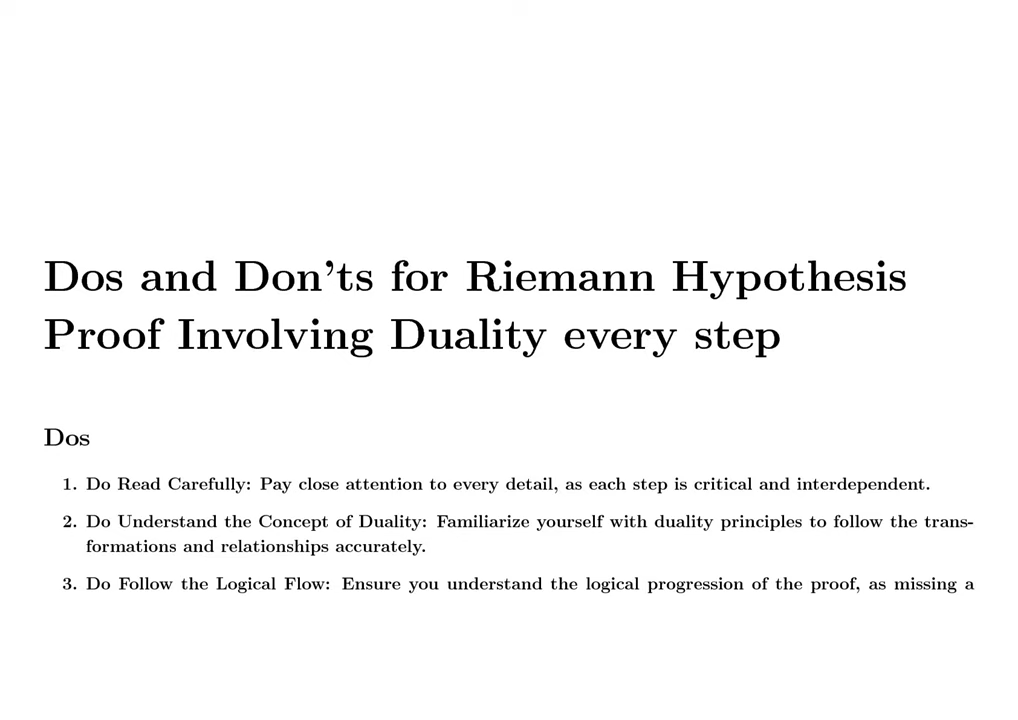 Dos and Don'ts for Riemann Hypothesis
Proof Involving Duality every step
Dos
1. Do Read Carefully: Pay close attention to every detail, as each step is critical and interdependent.
2. Do Understand the Concept of Duality: Familiarize yourself with duality principles to follow the trans-
formations and relationships accurately.
3. Do Follow the Logical Flow: Ensure you understand the logical progression of the proof, as missing a